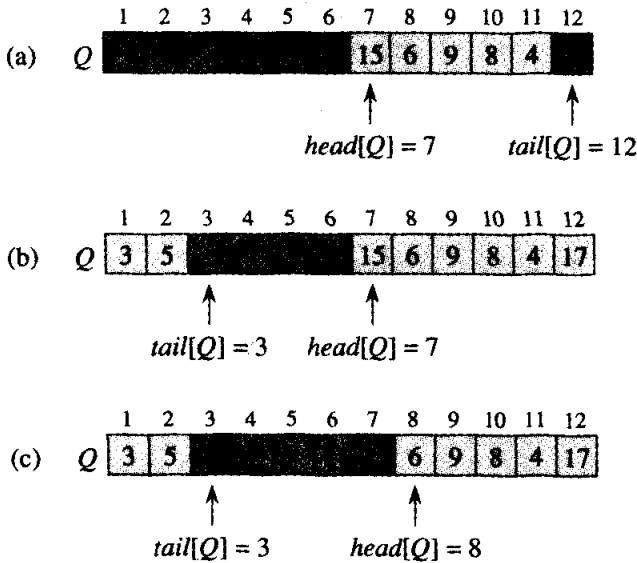 1 2 3 4 5 6 7 8 9 10 11 12
(a) Q 15 6 9 8 4
head[Q] = 7 tail[Q] = 12
1 2 3 4 5 6 7 8 9 10 11 12
(b) Q 3 5 15 6 9 8 4 17
tail[Q] = 3 head[Q] = 7
1 2 3 4 5 6 7 8 9 10 11 12
(c) Q 3 5 6 9 8 4 17
tail[Q] = 3 head[Q] = 8